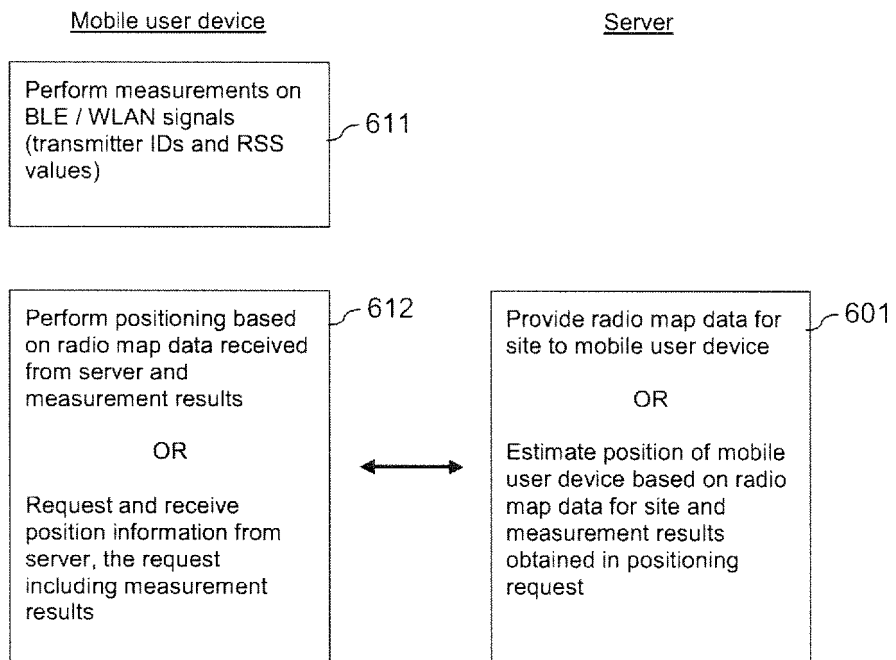 Mobile user device
Server
Perform measurements on
BLE / WLAN signals
(transmitter IDs and RSS
values)
611
Perform positioning based
on radio map data received
from server and
measurement results
OR
Request and receive
position information from
server, the request
including measurement
results
612
Provide radio map data for
site to mobile user device
OR
Estimate position of mobile
user device based on radio
map data for site and
measurement results
obtained in positioning
request
601